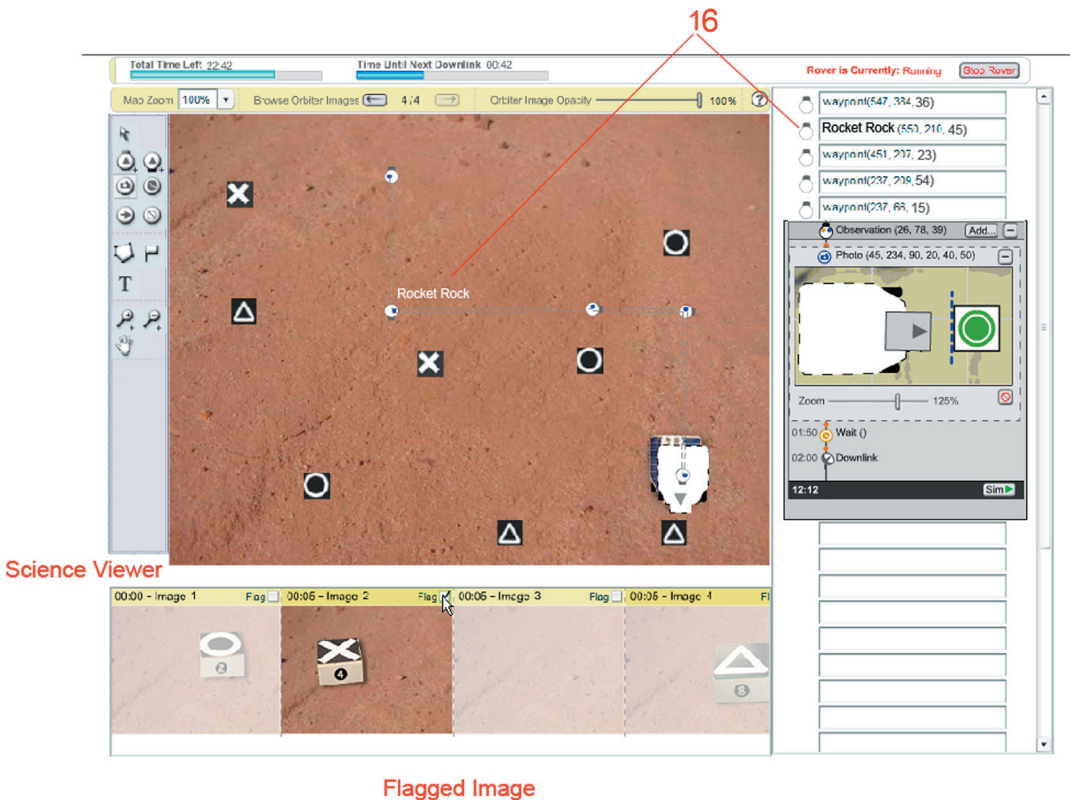 16
Total Time Left 22:42
Time Until Next Downlink 00:42
Rover is Currently: Running
Stop Rover
Map Zoom 100%
Browse Orbiter Images 4/4
Orbiter Image Opacity 100% ?
waypoint(547, 384, 36)
Rocket Rock (550, 210, 45)
waypoint(451, 207, 23)
waypoint(237, 209, 54)
waypoint(237, 66, 15)
Observation (26, 78, 39) Add...
Photo (45, 234, 90, 20, 40, 50)
Zoom 125%
01:50 Wait ()
02:00 Downlink
12:12 Sim
T
Rocket Rock
Science Viewer
00:00 - Image 1 Flag
00:05 - Image 2 Flag
00:05 - Image 3 Flag
00:05 - Image 4 Fl
2
4
8
Flagged Image